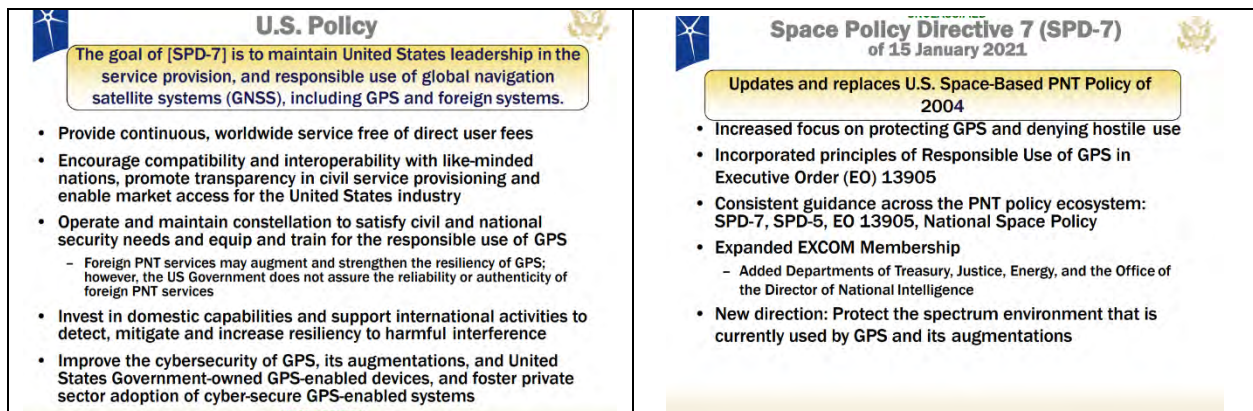 U.S. Policy
The goal of [SPD-7] is to maintain United States leadership in the
service provision, and responsible use of global navigation
satellite systems (GNSS), including GPS and foreign systems.
• Provide continuous, worldwide service free of direct user fees
• Encourage compatibility and interoperability with like-minded
nations, promote transparency in civil service provisioning and
enable market access for the United States industry
• Operate and maintain constellation to satisfy civil and national
security needs and equip and train for the responsible use of GPS
– Foreign PNT services may augment and strengthen the resiliency of GPS;
however, the US Government does not assure the reliability or authenticity of
foreign PNT services
• Invest in domestic capabilities and support international activities to
detect, mitigate and increase resiliency to harmful interference
• Improve the cybersecurity of GPS, its augmentations, and United
States Government-owned GPS-enabled devices, and foster private
sector adoption of cyber-secure GPS-enabled systems
Space Policy Directive 7 (SPD-7)
of 15 January 2021
Updates and replaces U.S. Space-Based PNT Policy of
2004
• Increased focus on protecting GPS and denying hostile use
• Incorporated principles of Responsible Use of GPS in
Executive Order (EO) 13905
• Consistent guidance across the PNT policy ecosystem:
SPD-7, SPD-5, EO 13905, National Space Policy
• Expanded EXCOM Membership
– Added Departments of Treasury, Justice, Energy, and the Office of
the Director of National Intelligence
• New direction: Protect the spectrum environment that is
currently used by GPS and its augmentations